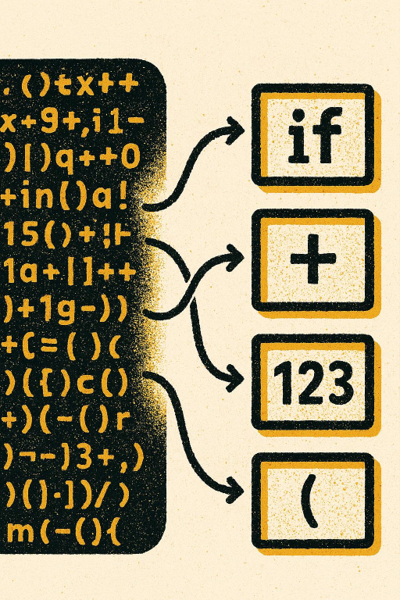 .()tx++
x+9+,i1-
)|)q++0
+in()a!
15()+¦⊦
1a+|]++
)+1g-))
+(=()(
)({)c()
+)(-()r
)¬-)3+,)
)(].])/)
m(-(){
if
+
123
(